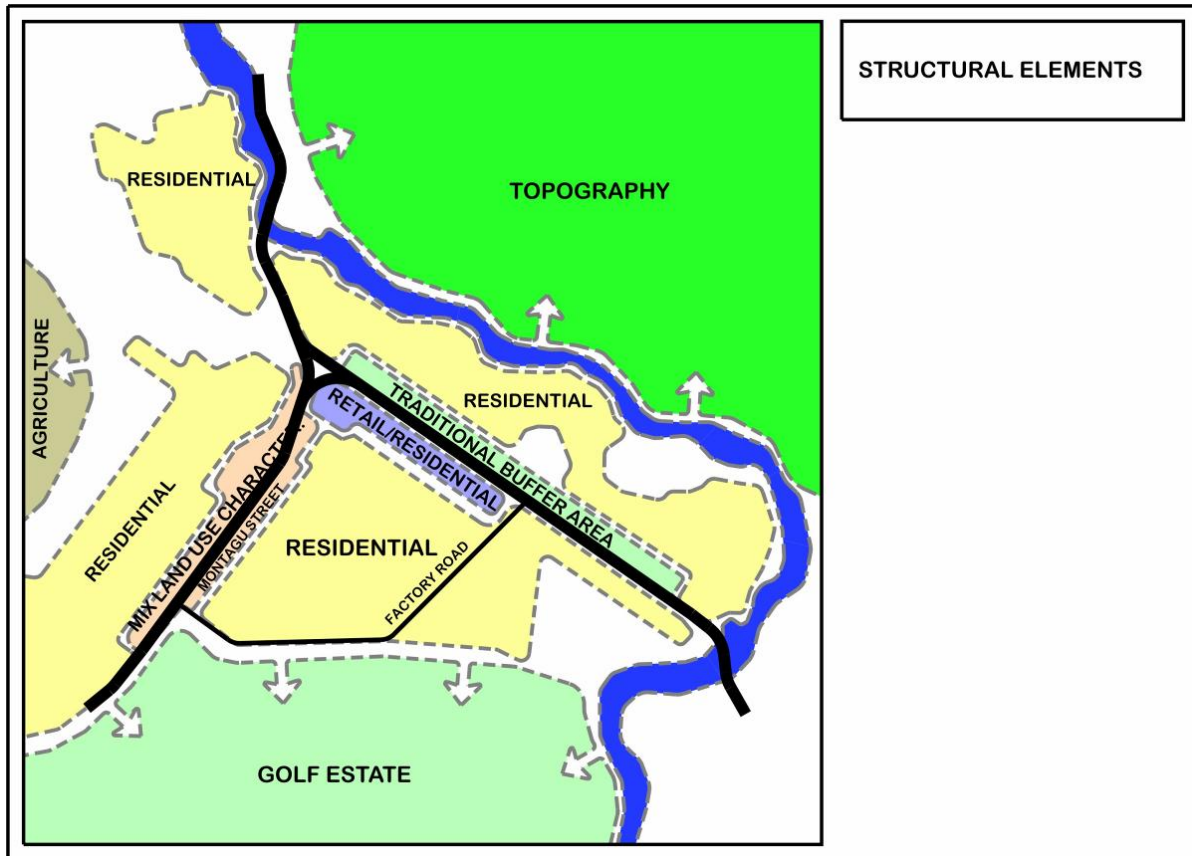 STRUCTURAL ELEMENTS
RESIDENTIAL
TOPOGRAPHY
AGRICULTURE
RESIDENTIAL
TRADITIONAL BUFFER AREA
RETAIL/RESIDENTIAL
MIX LAND USE CHARACTER.
MONTAGU STREET
RESIDENTIAL
RESIDENTIAL
FACTORY ROAD
GOLF ESTATE